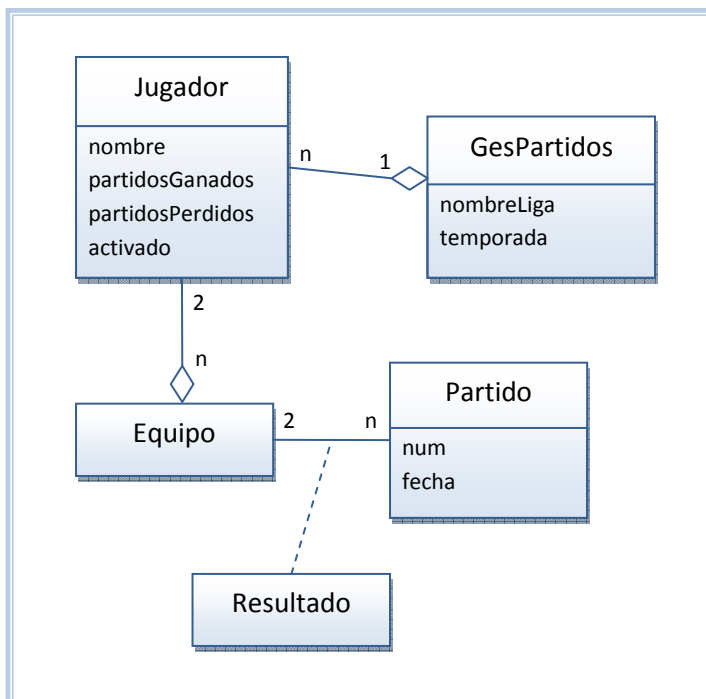 Jugador
nombre
partidosGanados
partidosPerdidos
activado
n
1
GesPartidos
nombreLiga
temporada
2
n
Equipo
2
n
Partido
num
fecha
Resultado